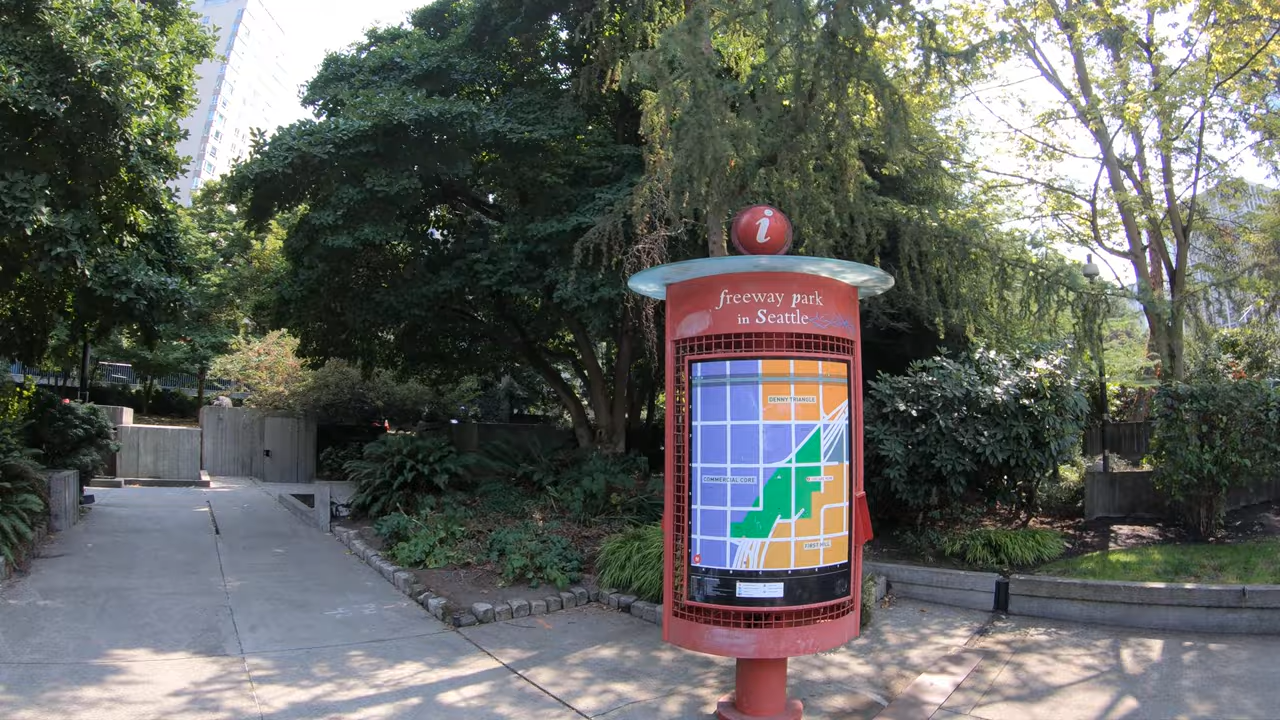 i
freeway park
in Seattle
DENNY TRIANGLE
COMMERCIAL CORE
FIRST HILL